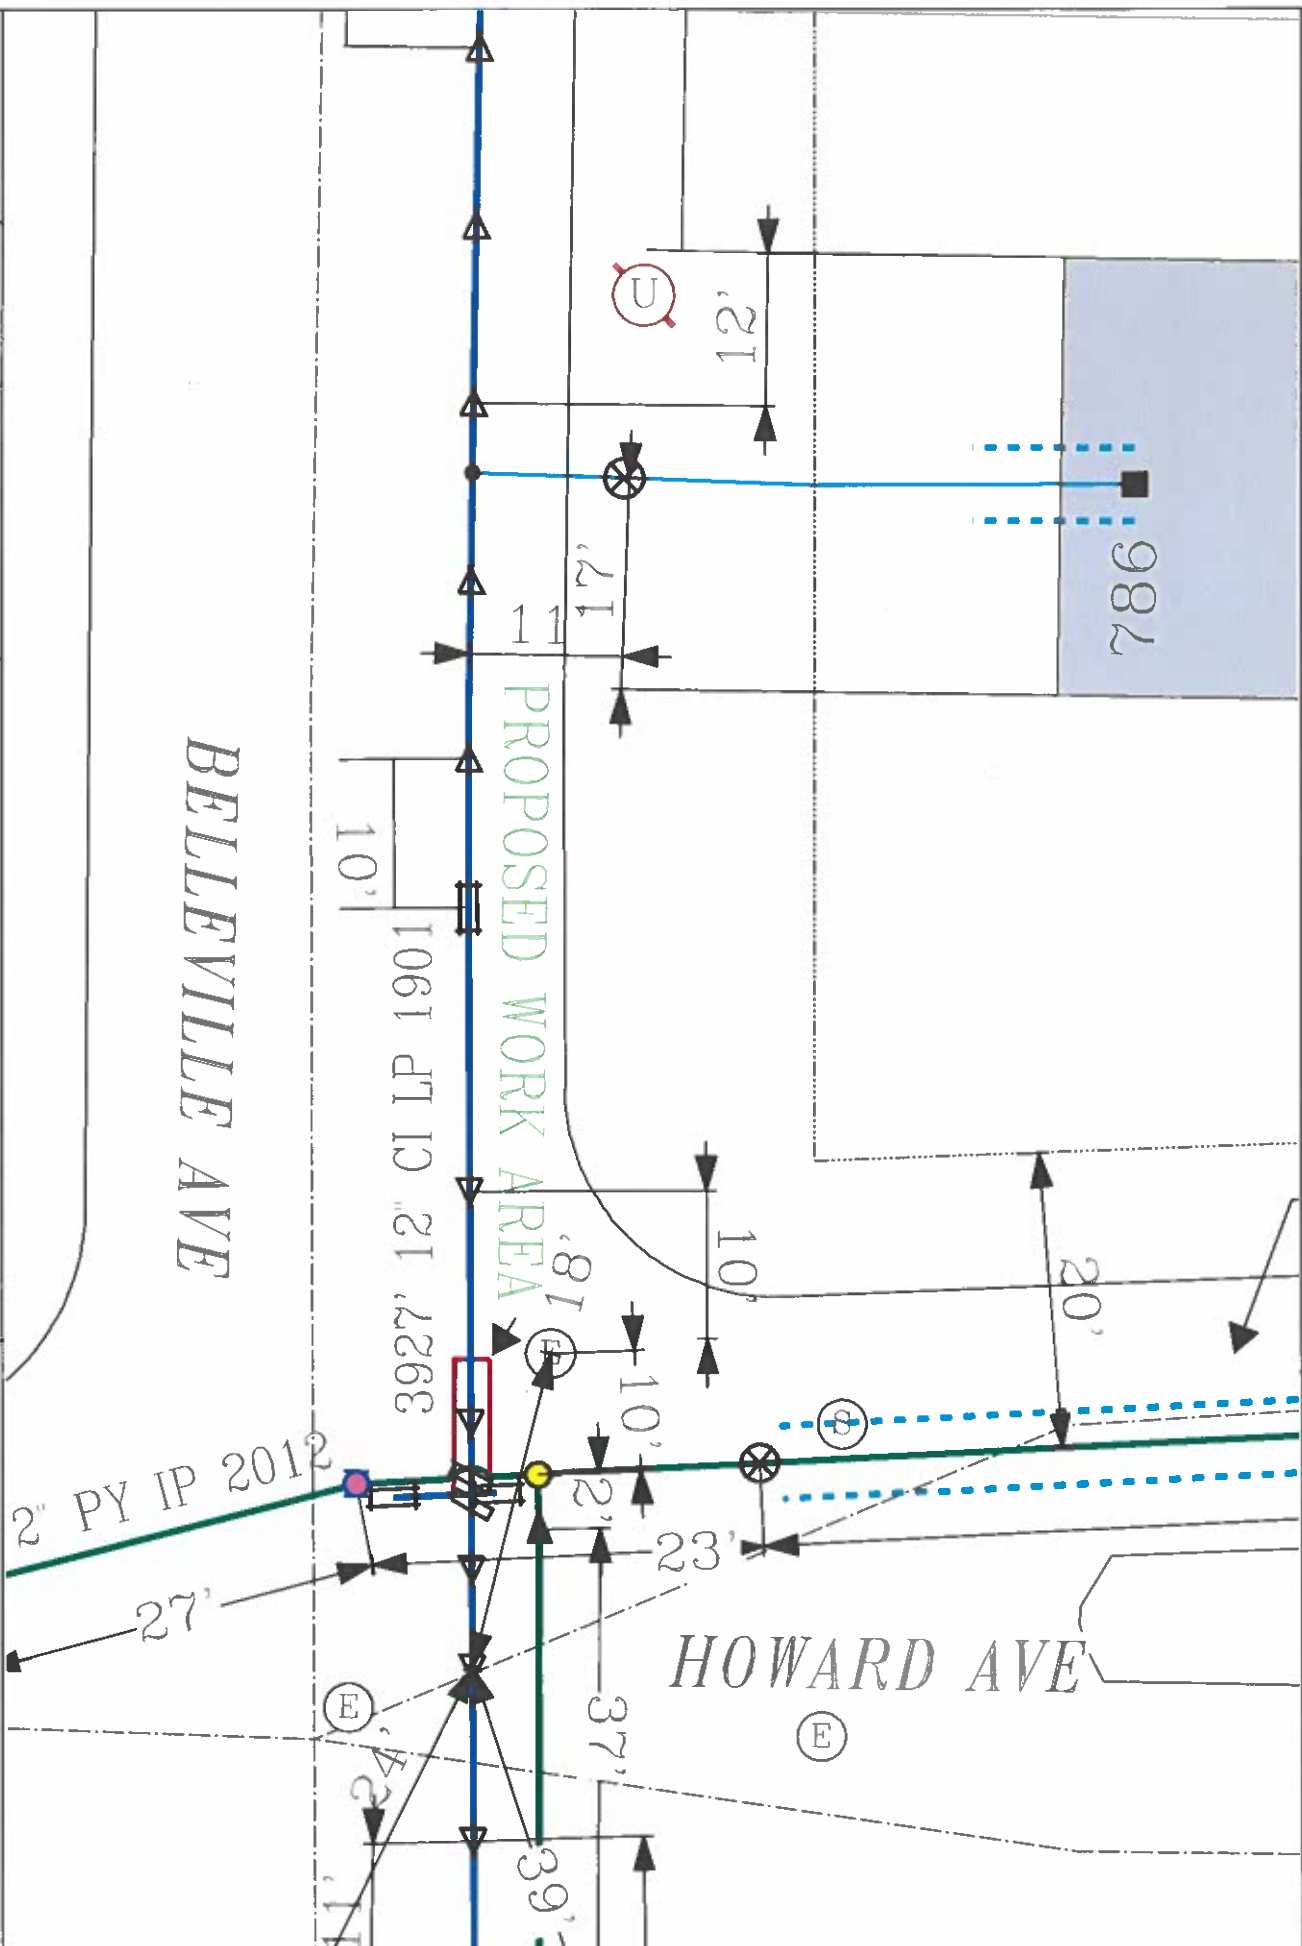 U
12'
17'
11
786
PROPOSED WORK AREA
10'
BELLEVILLE AVE
3927' 12" CI LP 1901
10'
18'
E
20'
10'
S
2" PY IP 2012
2'
23'
27'
HOWARD AVE
E
E
37'
24'
39'